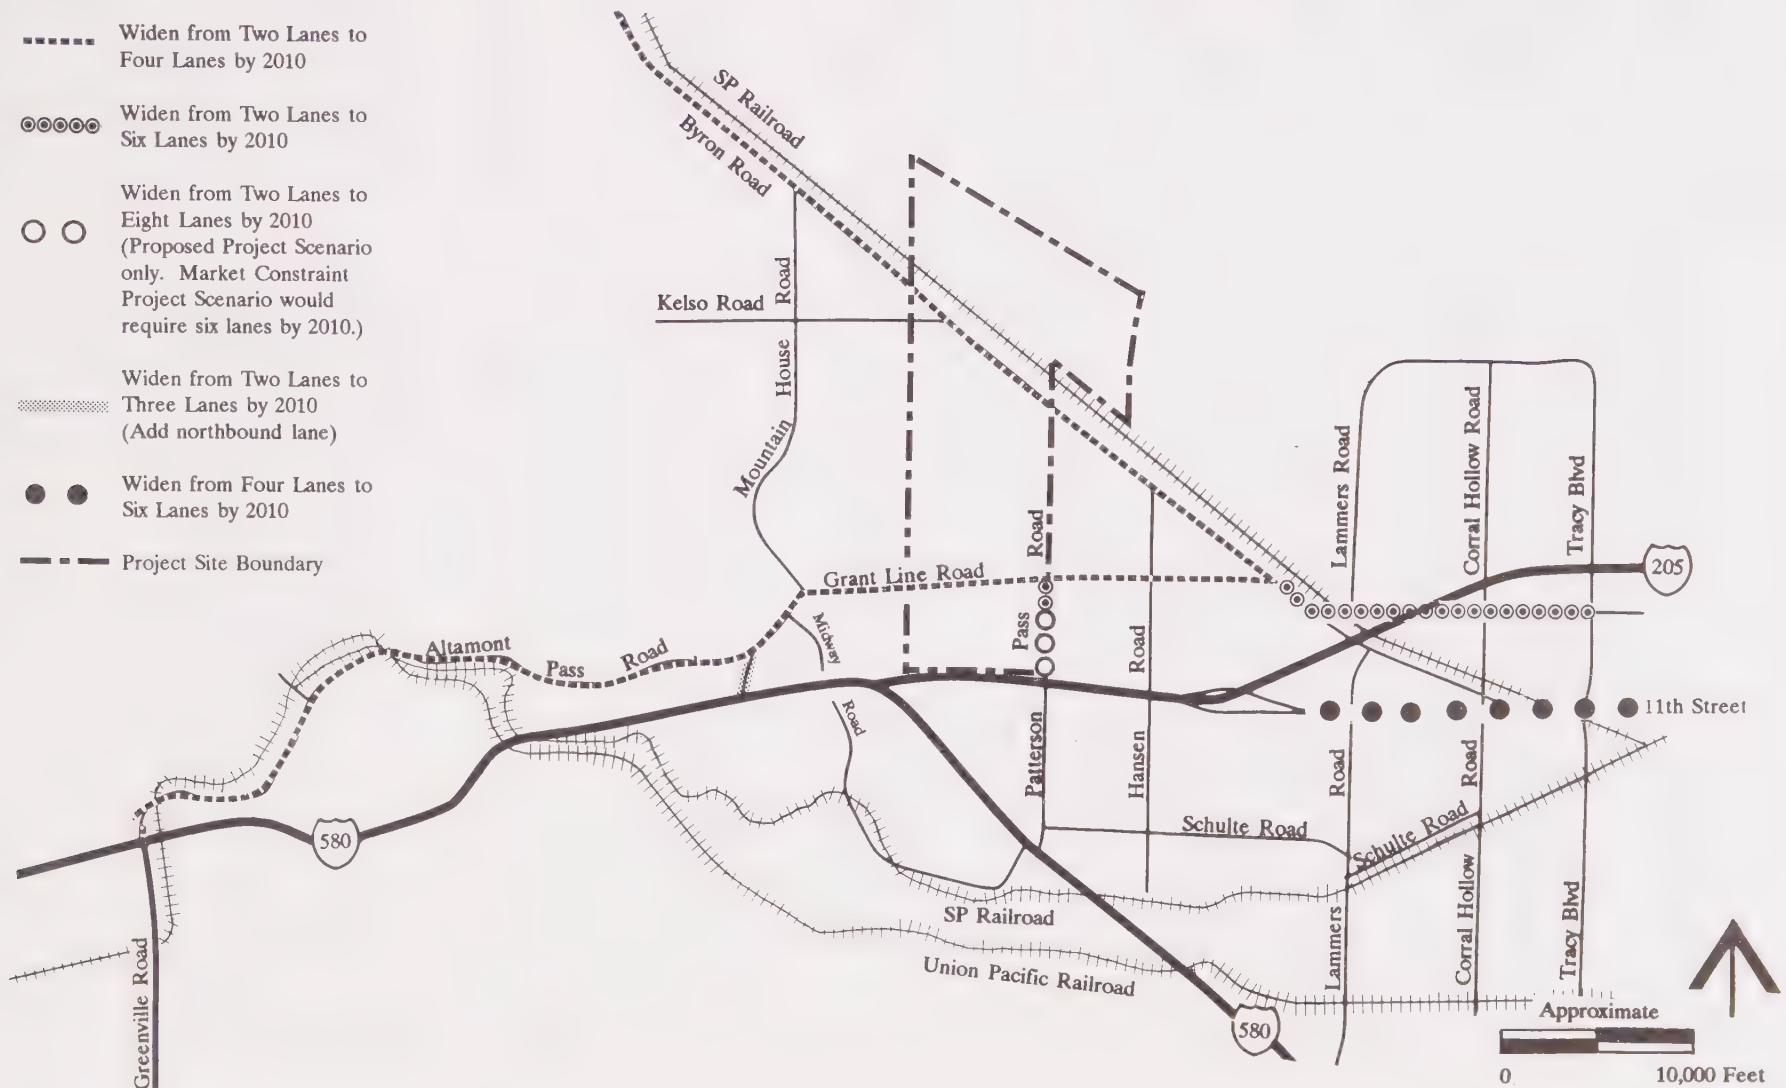 Widen from Two Lanes to
Four Lanes by 2010
Widen from Two Lanes to
Six Lanes by 2010
Widen from Two Lanes to
Eight Lanes by 2010
(Proposed Project Scenario
only. Market Constraint
Project Scenario would
require six lanes by 2010.)
Widen from Two Lanes to
Three Lanes by 2010
(Add northbound lane)
Widen from Four Lanes to
Six Lanes by 2010
Project Site Boundary
SP Railroad
Byron Road
Kelso Road
Mountain House Road
Grant Line Road
Patterson Pass Road
Hansen Road
Lammers Road
Corral Hollow Road
Tracy Blvd
205
Altamont Pass Road
Midway Road
11th Street
580
Schulte Road
Schulte Road
SP Railroad
Union Pacific Railroad
Greenville Road
Lammers Road
Corral Hollow Road
Tracy Blvd
580
Approximate
0 10,000 Feet